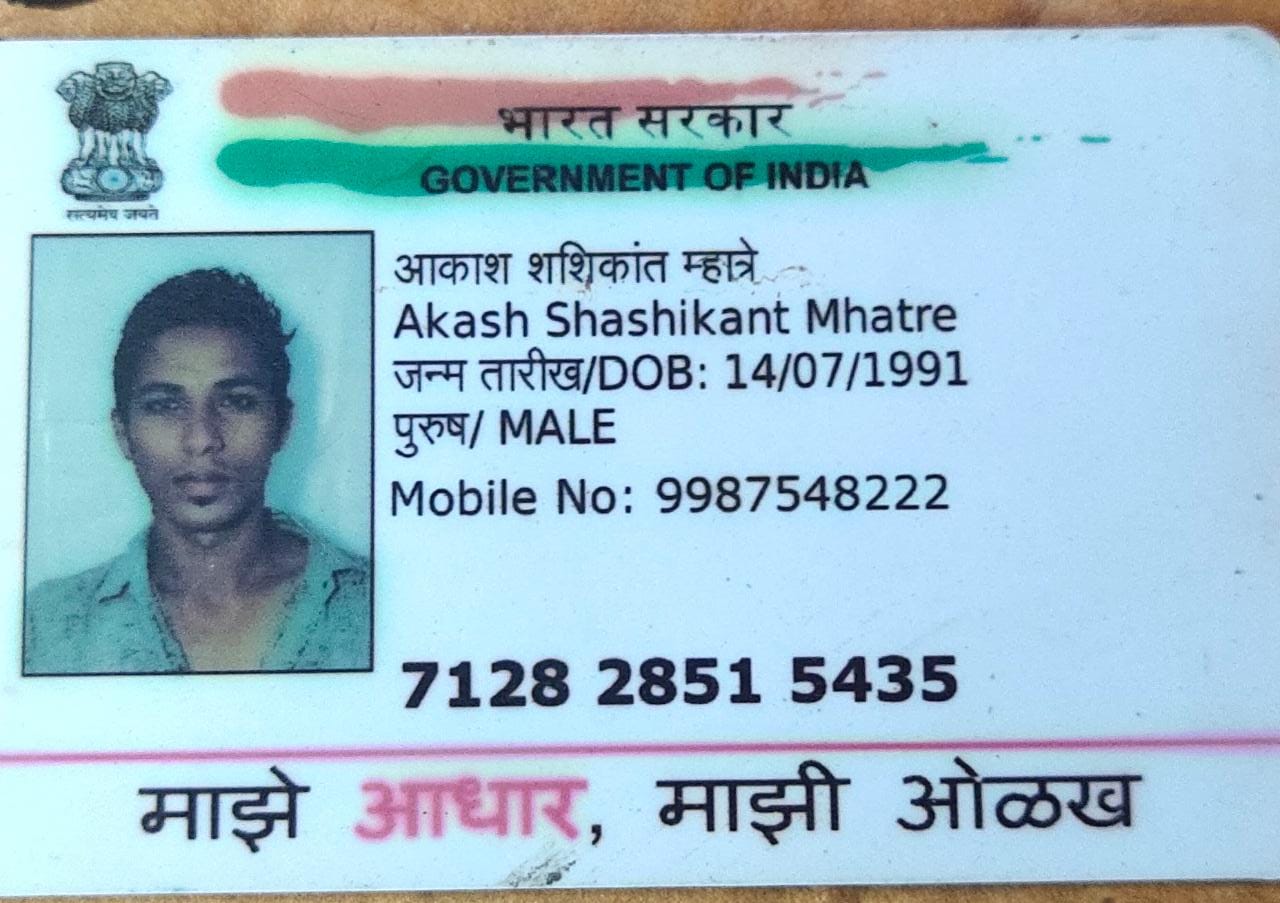 भारत सरकार
GOVERNMENT OF INDIA
सत्यमेव जयते
आकाश शशिकांत म्हात्रे
Akash Shashikant Mhatre
जन्म तारीख/DOB: 14/07/1991
पुरुष/ MALE
Mobile No: 9987548222
7128 2851 5435
माझे आधार, माझी ओळख